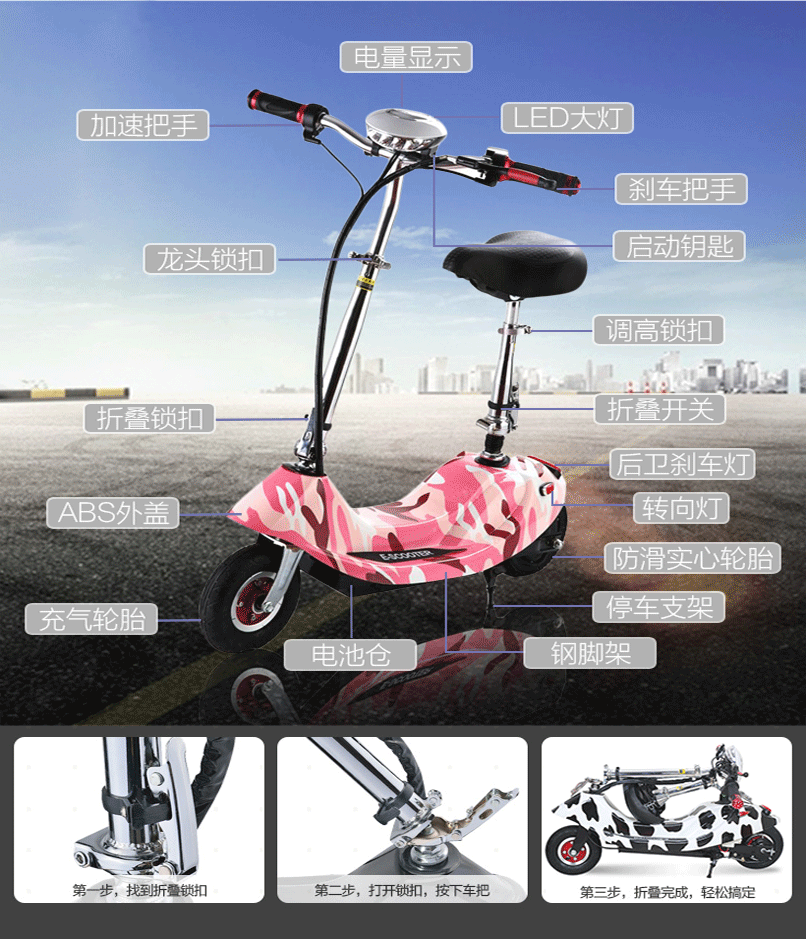 电量显示
加速把手
LED大灯
刹车把手
启动钥匙
龙头锁扣
调高锁扣
折叠锁扣
折叠开关
后卫刹车灯
ABS外盖
转向灯
E-SCOOTER
防滑实心轮胎
充气轮胎
停车支架
电池仓
钢脚架
第一步，找到折叠锁扣
第二步，打开锁扣，按下车把
第三步，折叠完成，轻松搞定